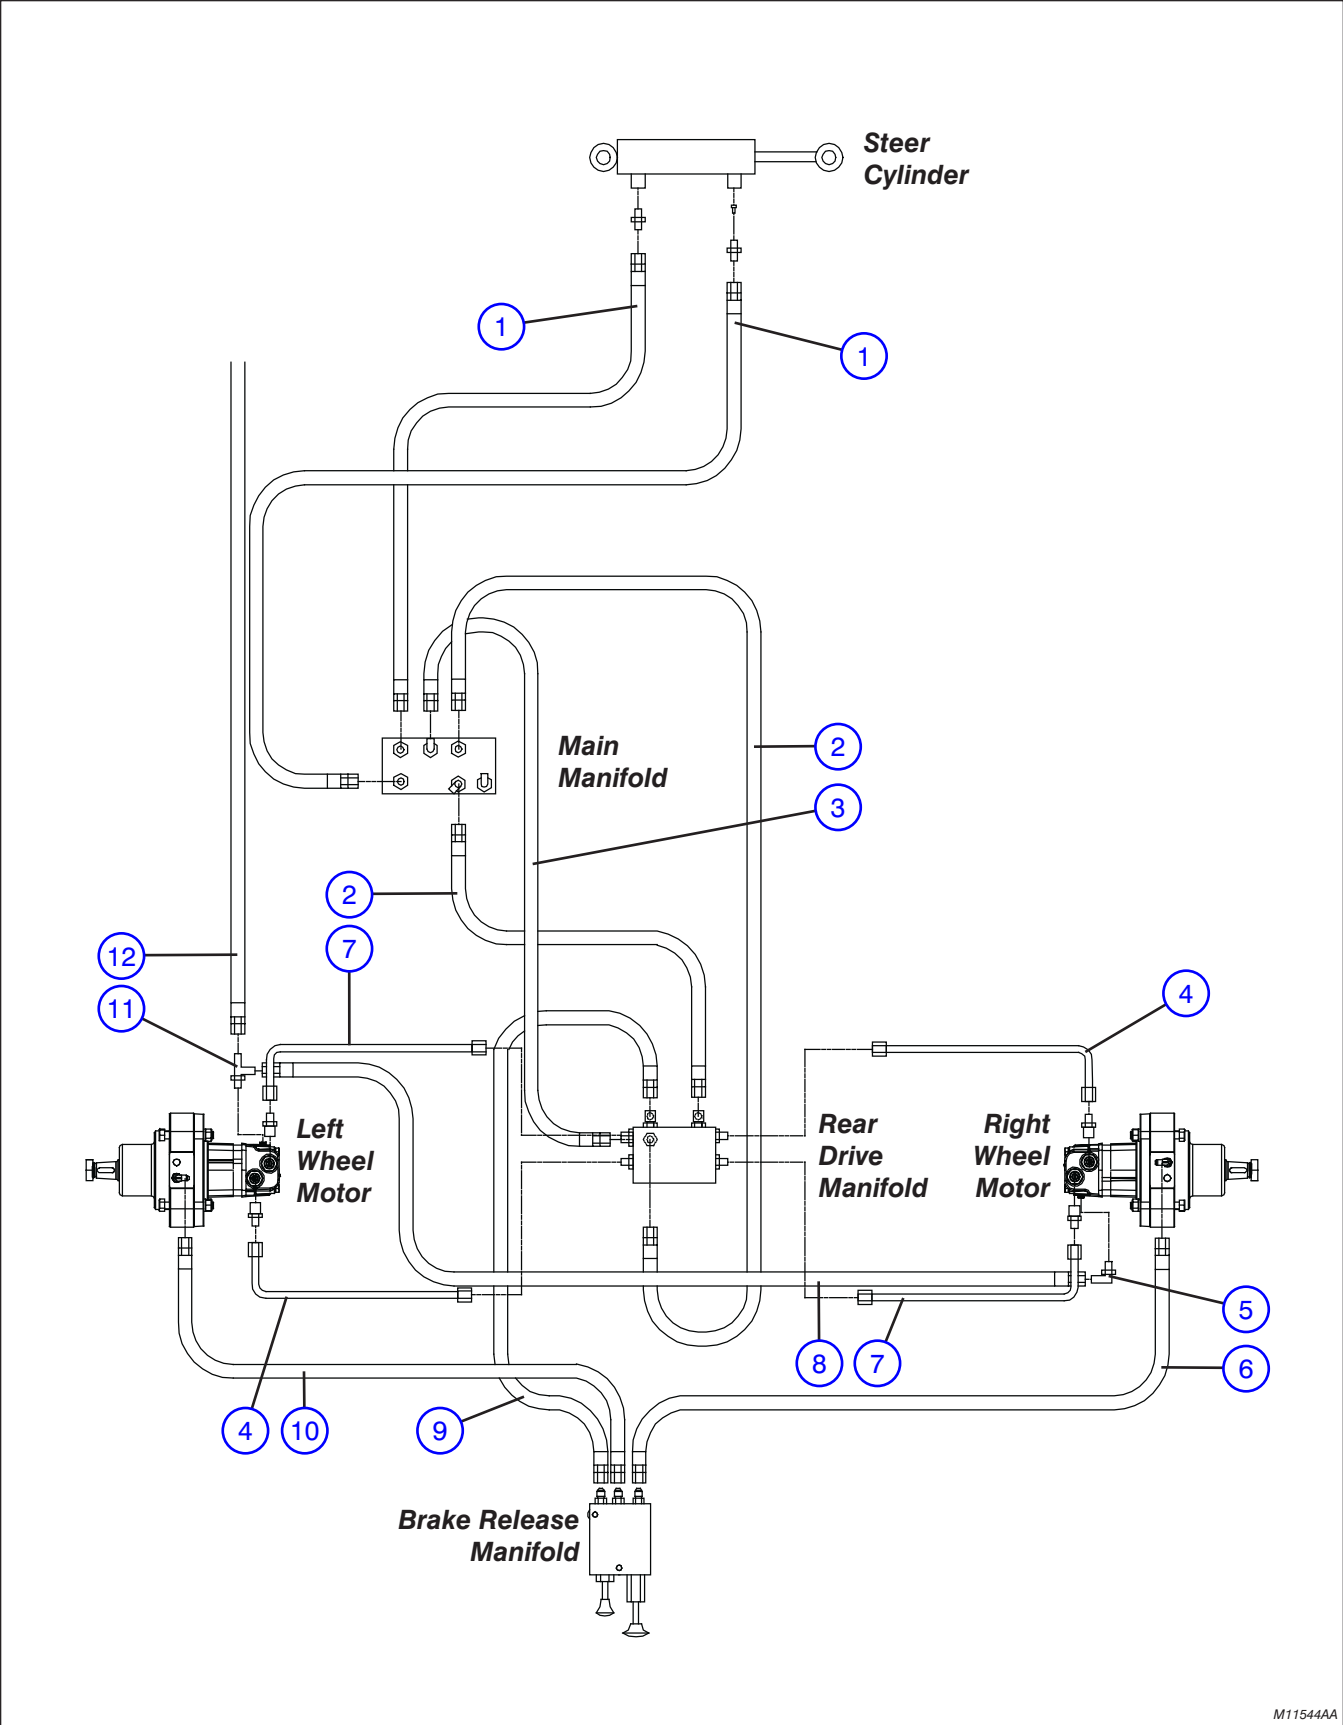 Steer
Cylinder
1
1
Main
Manifold
2
3
2
7
12
11
4
Left
Wheel
Motor
Rear
Drive
Manifold
Right
Wheel
Motor
5
8
7
6
4
10
9
Brake Release
Manifold
M11544AA